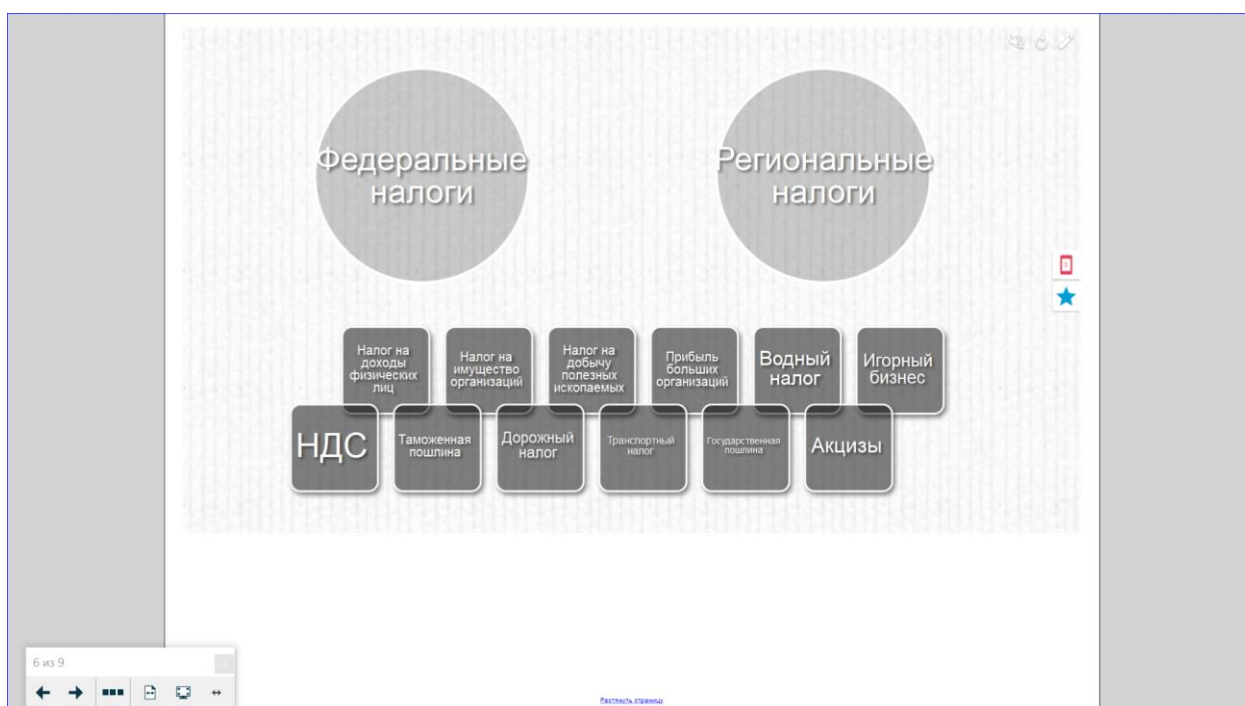 Федеральные
налоги
Региональные
налоги
Налог на
доходы
физических
лиц
Налог на
имущество
организаций
Налог на
добычу
полезных
ископаемых
Прибыль
больших
организаций
Водный
налог
Игорный
бизнес
НДС
Таможенная
пошлина
Дорожный
налог
Транспортный
налог
Государственная
пошлина
Акцизы
6 из 9
Растянуть страницу